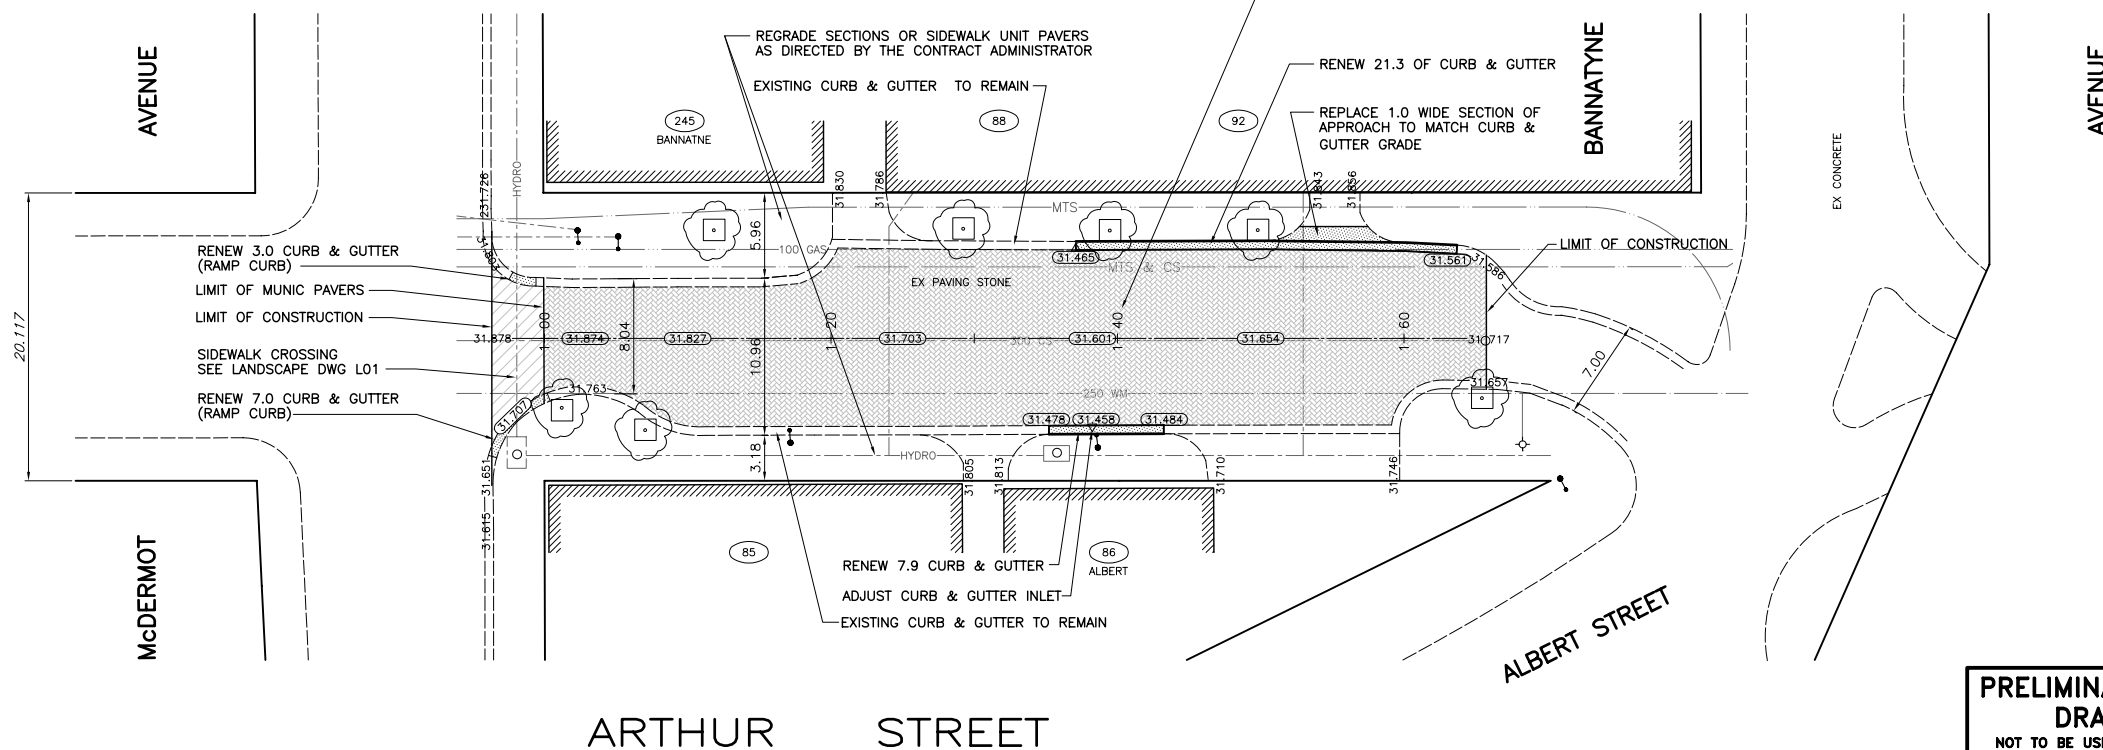 AVENUE
REGRADE SECTIONS OR SIDEWALK UNIT PAVERS
AS DIRECTED BY THE CONTRACT ADMINISTRATOR
EXISTING CURB & GUTTER TO REMAIN
RENEW 21.3 OF CURB & GUTTER
REPLACE 1.0 WIDE SECTION OF
APPROACH TO MATCH CURB &
GUTTER GRADE
BANNATYNE
AVENUE
EX CONCRETE
245
BANNATNE
88
92
HYDRO
231.726
31.830
31.786
31.843
31.856
MTS
5.96
100 GAS
31.803
31.465
MTS & CS
31.561
31.586
LIMIT OF CONSTRUCTION
RENEW 3.0 CURB & GUTTER
(RAMP CURB)
LIMIT OF MUNIC PAVERS
LIMIT OF CONSTRUCTION
SIDEWALK CROSSING
SEE LANDSCAPE DWG L01
RENEW 7.0 CURB & GUTTER
(RAMP CURB)
20.117
EX PAVING STONE
1-00
1-20
1-40
1-60
31.878
31.874
31.827
8.04
10.96
31.703
300 CS
31.601
31.654
31.717
7.00
31.763
31.707
250 WM
31.657
31.478
31.458
31.484
3.18
HYDRO
31.651
31.615
31.805
31.813
31.710
31.746
85
86
ALBERT
RENEW 7.9 CURB & GUTTER
ADJUST CURB & GUTTER INLET
EXISTING CURB & GUTTER TO REMAIN
McDERMOT
ALBERT STREET
ARTHUR STREET
NOT TO BE